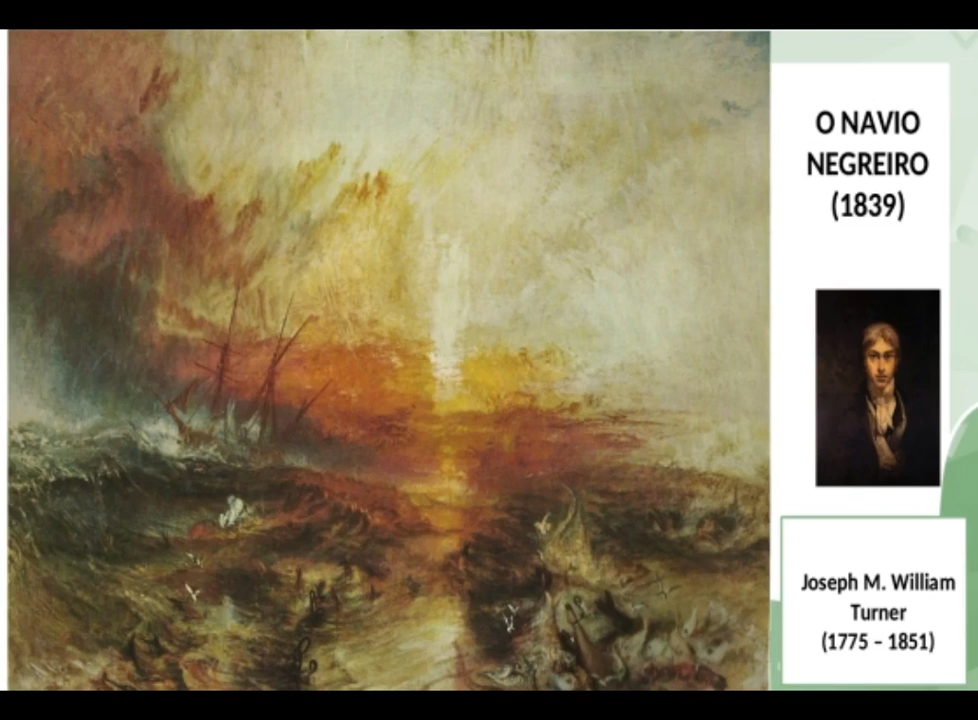 O NAVIO
NEGREIRO
(1839)
Joseph M. William
Turner
(1775 – 1851)